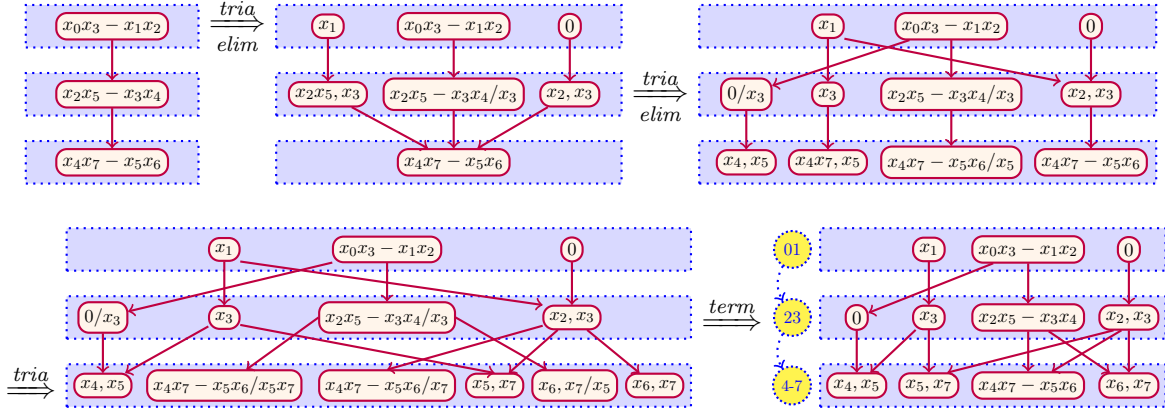 x₀x₃ − x₁x₂ tria x₁ x₀x₃ − x₁x₂ 0 x₁ x₀x₃ − x₁x₂ 0
elim
x₂x₅ − x₃x₄ x₂x₅, x₃ x₂x₅ − x₃x₄/x₃ x₂, x₃ tria 0/x₃ x₃ x₂x₅ − x₃x₄/x₃ x₂, x₃
elim
x₄x₇ − x₅x₆ x₄x₇ − x₅x₆ x₄, x₅ x₄x₇, x₅ x₄x₇ − x₅x₆/x₅ x₄x₇ − x₅x₆
x₁ x₀x₃ − x₁x₂ 0 01 x₁ x₀x₃ − x₁x₂ 0
0/x₃ x₃ x₂x₅ − x₃x₄/x₃ x₂, x₃ term 23 0 x₃ x₂x₅ − x₃x₄ x₂, x₃
tria x₄, x₅ x₄x₇ − x₅x₆/x₅x₇ x₄x₇ − x₅x₆/x₇ x₅, x₇ x₆, x₇/x₅ x₆, x₇ 4-7 x₄, x₅ x₅, x₇ x₄x₇ − x₅x₆ x₆, x₇